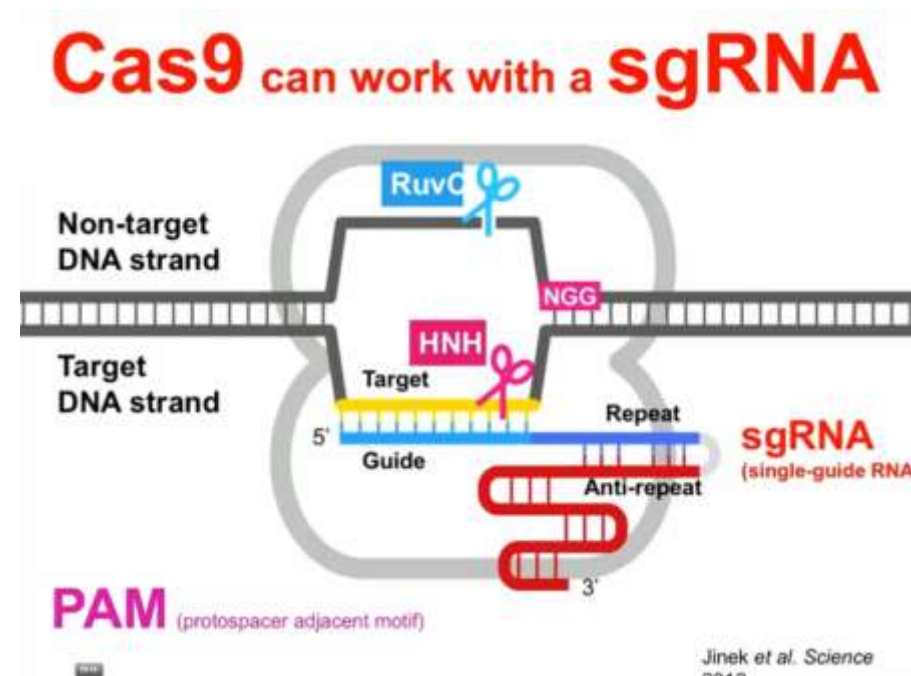 Cas9 can work with a sgRNA
RuvC
Non-target
DNA strand
NGG
HNH
Target
DNA strand
Target
Repeat
5'
Guide
sgRNA
(single-guide RNA
Anti-repeat
3'
PAM (protospacer adjacent motif)
Jinek et al. Science